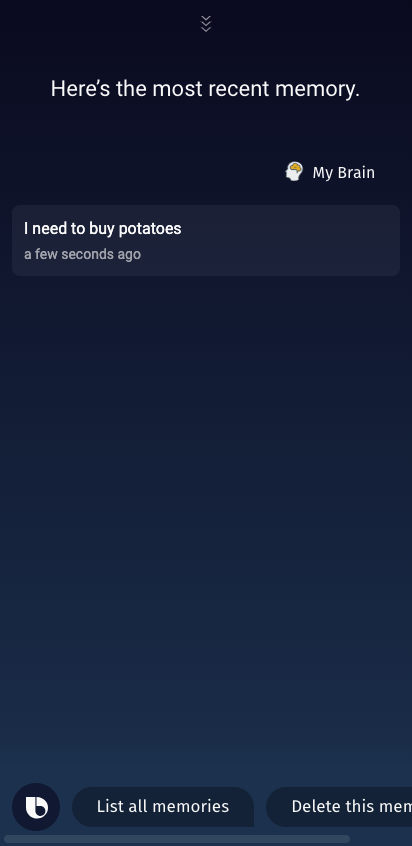 Here’s the most recent memory.
My Brain
I need to buy potatoes
a few seconds ago
List all memories
Delete this mem